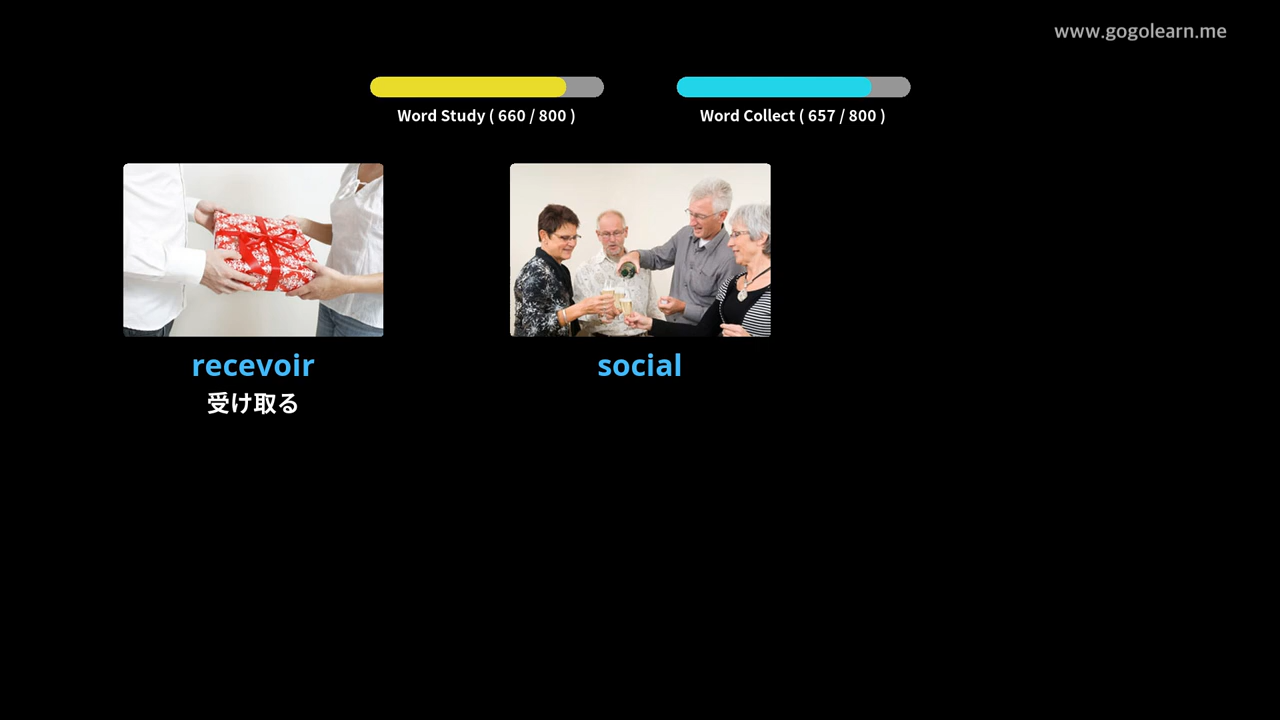 www.gogolearn.me
Word Study ( 660 / 800 )
Word Collect ( 657 / 800 )
recevoir
受け取る
social